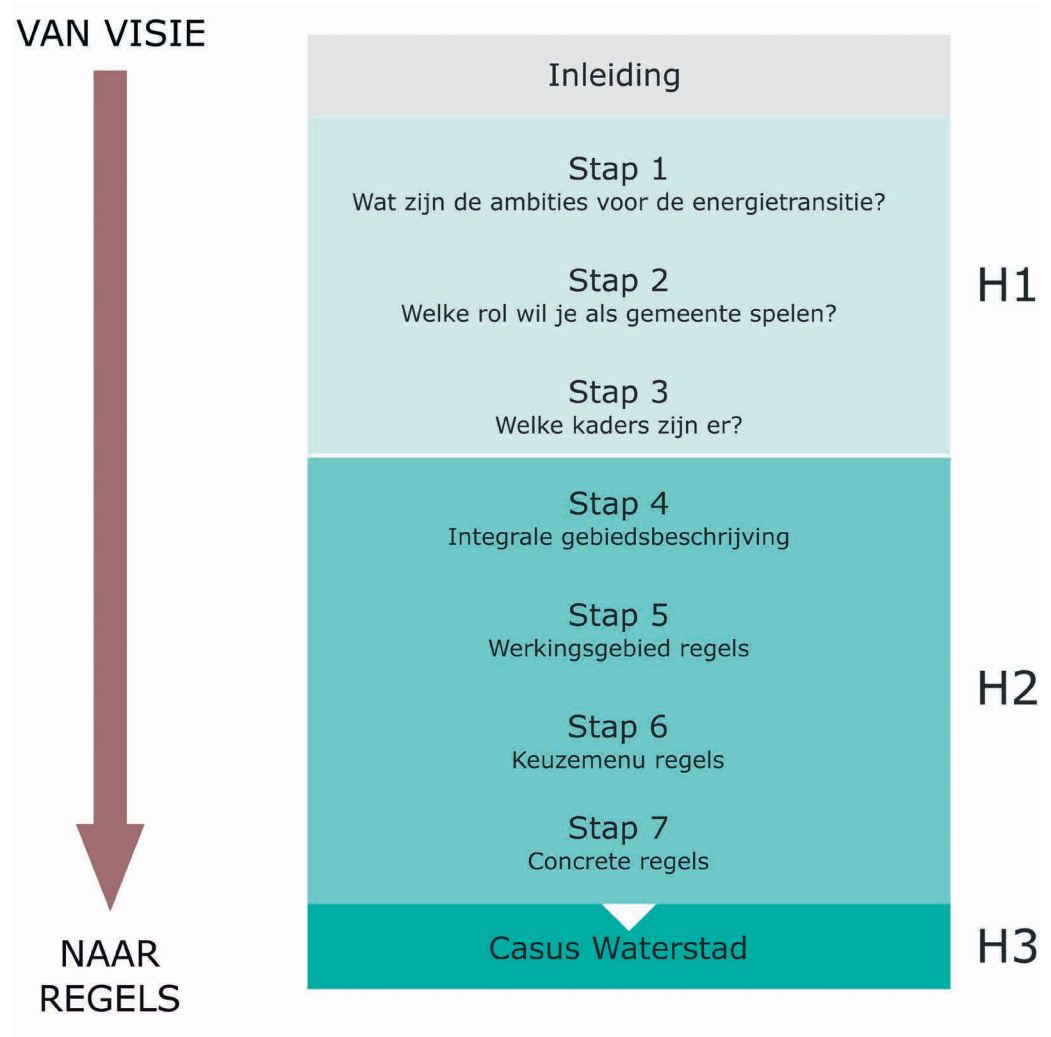 VAN VISIE
Inleiding
Stap 1
Wat zijn de ambities voor de energietransitie?
Stap 2
Welke rol wil je als gemeente spelen?
Stap 3
Welke kaders zijn er?
H1
Stap 4
Integrale gebiedsbeschrijving
Stap 5
Werkingsgebied regels
Stap 6
Keuzemenu regels
Stap 7
Concrete regels
H2
Casus Waterstad
H3
NAAR
REGELS